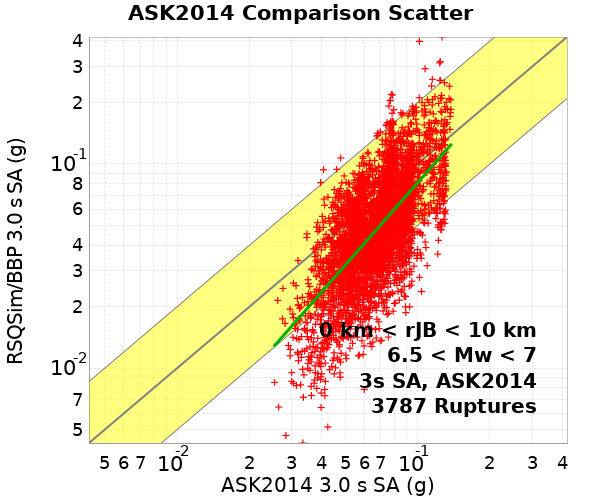 ASK2014 Comparison Scatter
RSQSim/BBP 3.0 s SA (g)
4
3
2
10-1
8
6
4
3
2
10-2
7
5
0 km < rJB < 10 km
6.5 < Mw < 7
3s SA, ASK2014
3787 Ruptures
5 6 7 10-2 2 3 4 5 6 7 10-1 2 3 4
ASK2014 3.0 s SA (g)